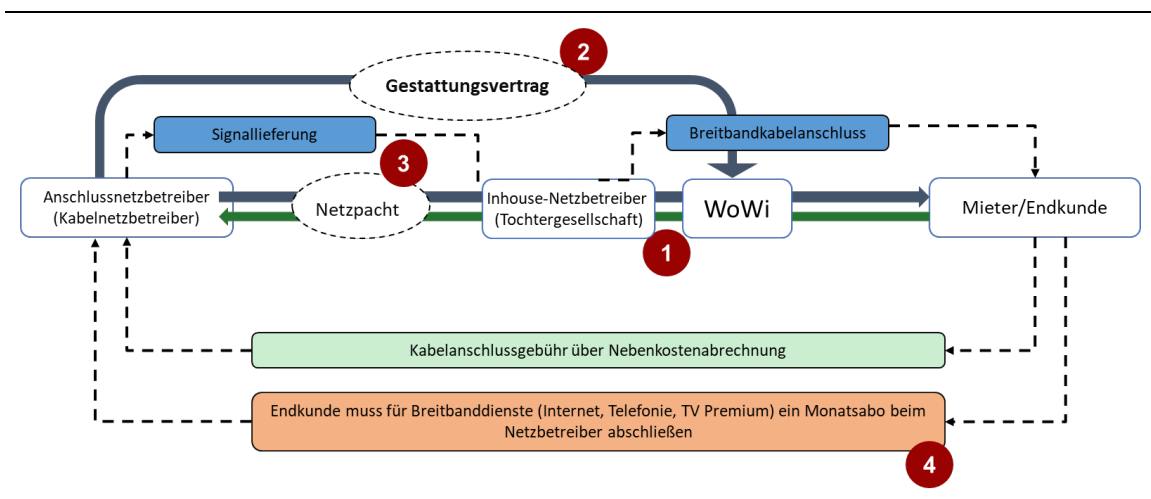 2
Gestattungsvertrag
Signallieferung
Breitbandkabelanschluss
3
Anschlussnetzbetreiber
(Kabelnetzbetreiber)
Netzpacht
Inhouse-Netzbetreiber
(Tochtergesellschaft)
WoWi
Mieter/Endkunde
1
Kabelanschlussgebühr über Nebenkostenabrechnung
Endkunde muss für Breitbanddienste (Internet, Telefonie, TV Premium) ein Monatsabo beim
Netzbetreiber abschließen
4